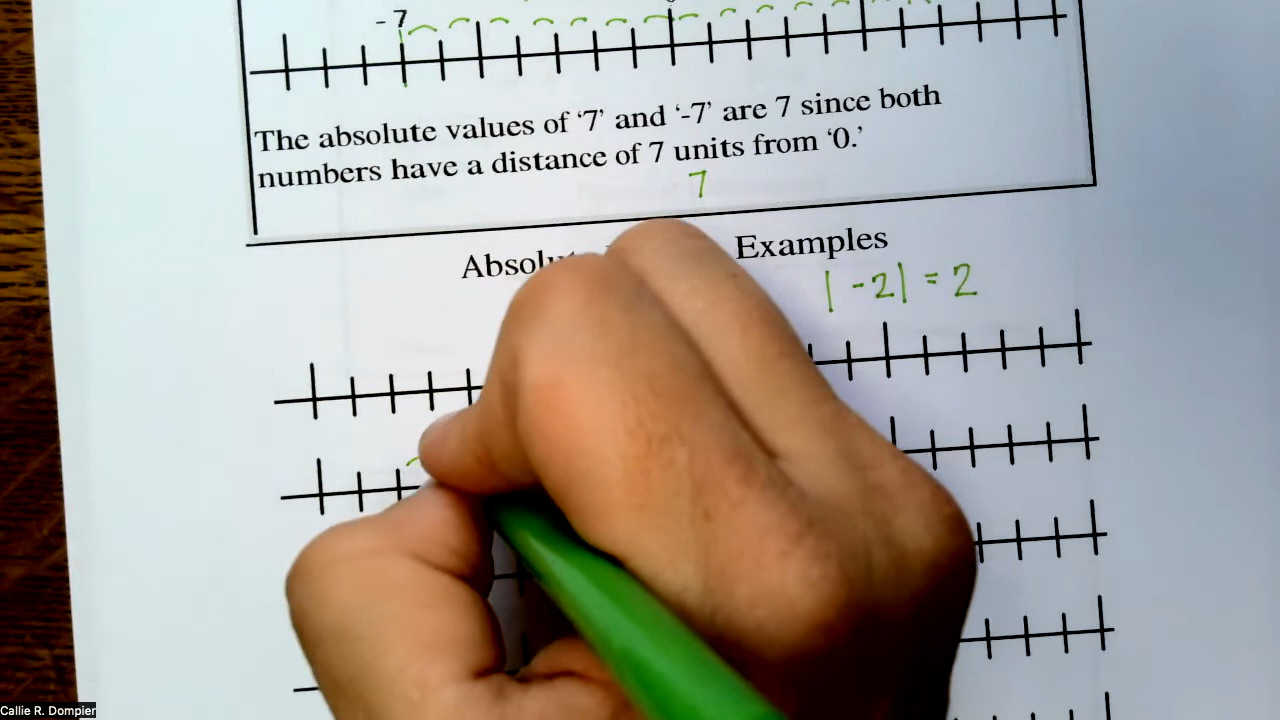 -7
The absolute values of ‘7’ and ‘-7’ are 7 since both
numbers have a distance of 7 units from ‘0.’
7
Examples
|-2| = 2
Callie R. Dompier